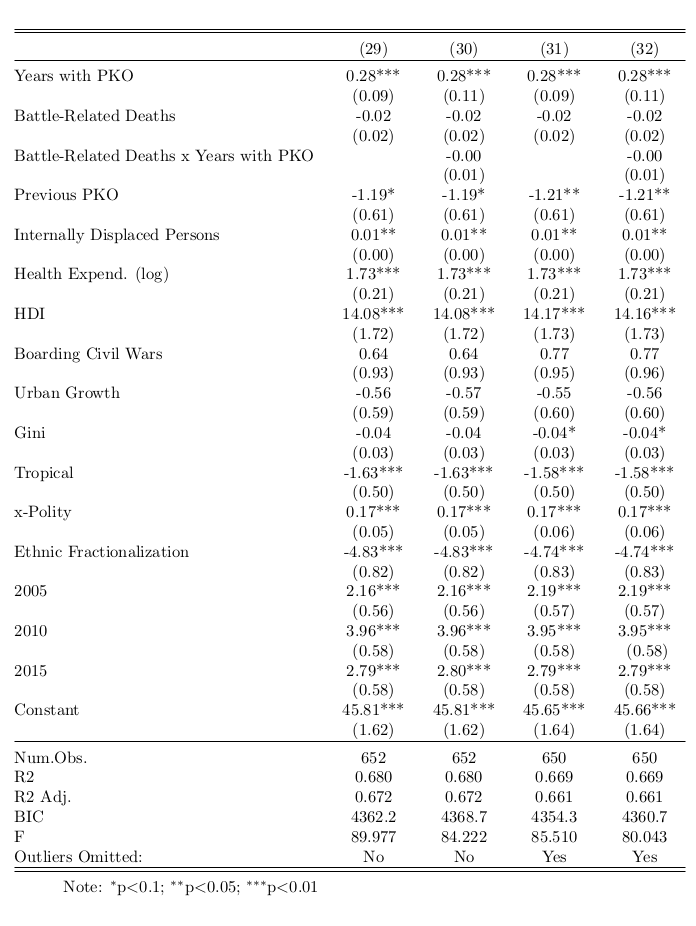 (29) (30) (31) (32)
Years with PKO 0.28*** 0.28*** 0.28*** 0.28***
(0.09) (0.11) (0.09) (0.11)
Battle-Related Deaths -0.02 -0.02 -0.02 -0.02
(0.02) (0.02) (0.02) (0.02)
Battle-Related Deaths x Years with PKO -0.00 -0.00
(0.01) (0.01)
Previous PKO -1.19* -1.19* -1.21** -1.21**
(0.61) (0.61) (0.61) (0.61)
Internally Displaced Persons 0.01** 0.01** 0.01** 0.01**
(0.00) (0.00) (0.00) (0.00)
Health Expend. (log) 1.73*** 1.73*** 1.73*** 1.73***
(0.21) (0.21) (0.21) (0.21)
HDI 14.08*** 14.08*** 14.17*** 14.16***
(1.72) (1.72) (1.73) (1.73)
Boarding Civil Wars 0.64 0.64 0.77 0.77
(0.93) (0.93) (0.95) (0.96)
Urban Growth -0.56 -0.57 -0.55 -0.56
(0.59) (0.59) (0.60) (0.60)
Gini -0.04 -0.04 -0.04* -0.04*
(0.03) (0.03) (0.03) (0.03)
Tropical -1.63*** -1.63*** -1.58*** -1.58***
(0.50) (0.50) (0.50) (0.50)
x-Polity 0.17*** 0.17*** 0.17*** 0.17***
(0.05) (0.05) (0.06) (0.06)
Ethnic Fractionalization -4.83*** -4.83*** -4.74*** -4.74***
(0.82) (0.82) (0.83) (0.83)
2005 2.16*** 2.16*** 2.19*** 2.19***
(0.56) (0.56) (0.57) (0.57)
2010 3.96*** 3.96*** 3.95*** 3.95***
(0.58) (0.58) (0.58) (0.58)
2015 2.79*** 2.80*** 2.79*** 2.79***
(0.58) (0.58) (0.58) (0.58)
Constant 45.81*** 45.81*** 45.65*** 45.66***
(1.62) (1.62) (1.64) (1.64)
Num.Obs. 652 652 650 650
R2 0.680 0.680 0.669 0.669
R2 Adj. 0.672 0.672 0.661 0.661
BIC 4362.2 4368.7 4354.3 4360.7
F 89.977 84.222 85.510 80.043
Outliers Omitted: No No Yes Yes
Note: *p<0.1; **p<0.05; ***p<0.01